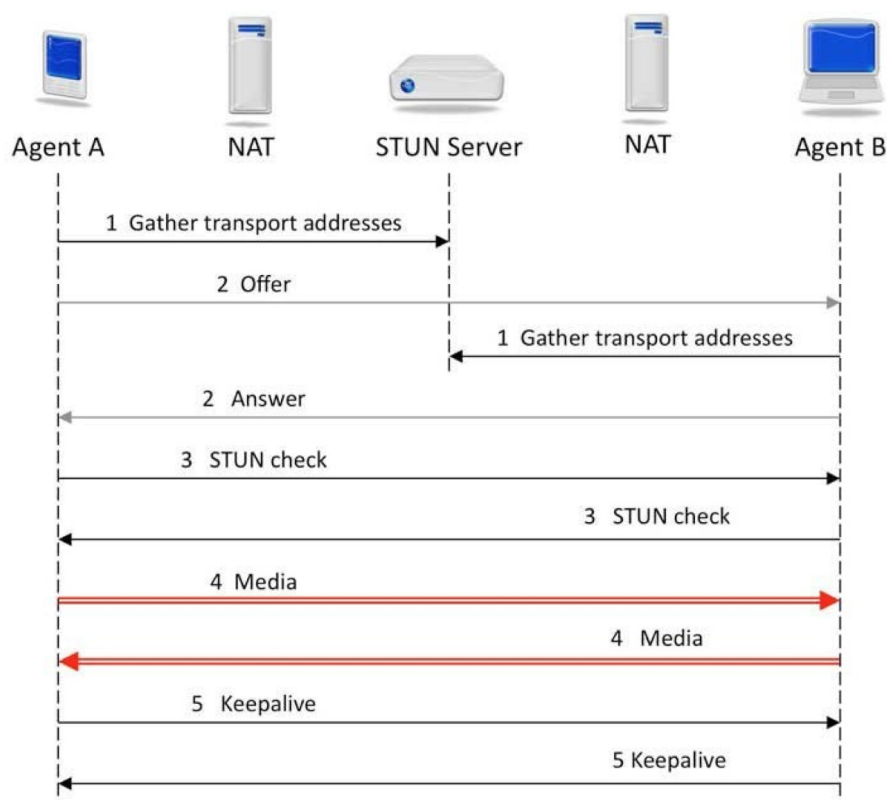 Agent A
NAT
STUN Server
NAT
Agent B
1 Gather transport addresses
2 Offer
1 Gather transport addresses
2 Answer
3 STUN check
3 STUN check
4 Media
4 Media
5 Keepalive
5 Keepalive